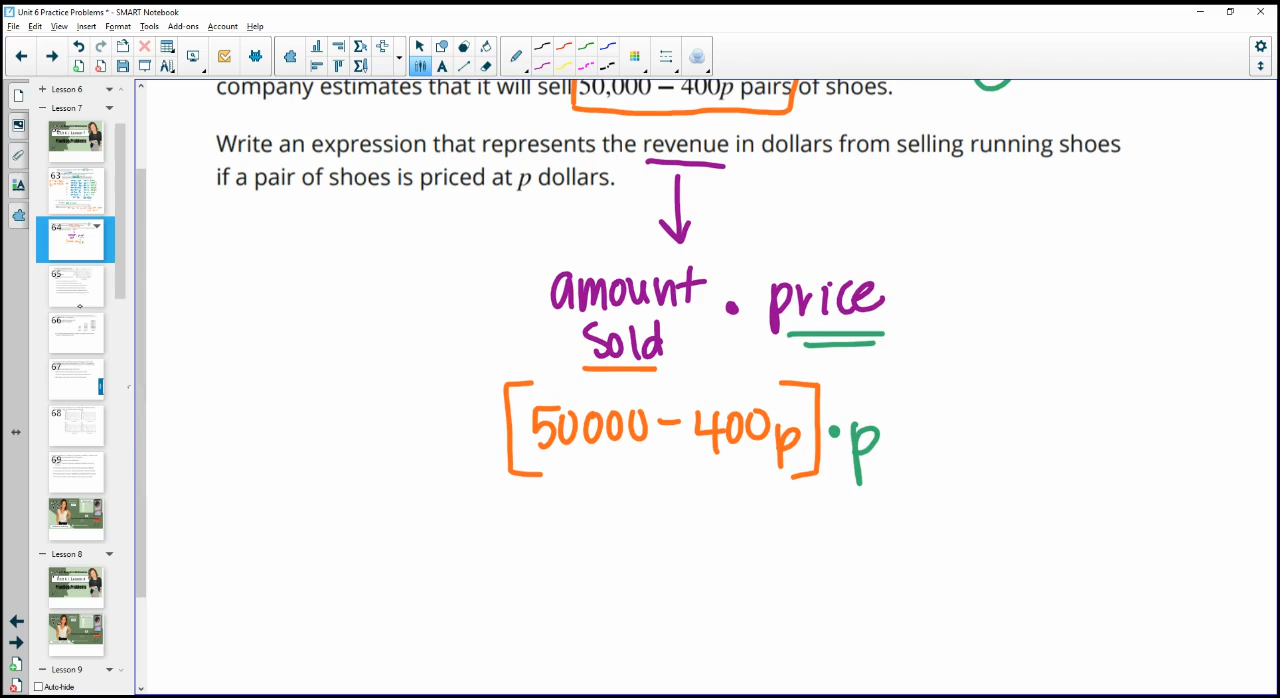 Unit 6 Practice Problems * - SMART Notebook
File Edit View Insert Format Tools Add-ons Window Account Help
Lesson 6
Lesson 7
63
64
65
66
67
68
69
Lesson 8
Lesson 9
Auto-hide
company estimates that it will sell 50,000 − 400p pairs of shoes.
Write an expression that represents the revenue in dollars from selling running shoes
if a pair of shoes is priced at p dollars.
amount · price
sold
[50000 − 400p] · p